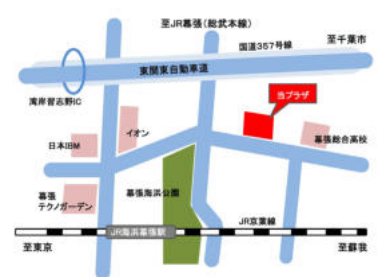 至JR幕張(総武本線)
国道357号線
至千葉市
東関東自動車道
湾岸習志野IC
当プラザ
イオン
日本IBM
幕張総合高校
幕張海浜公園
幕張
テクノガーデン
JR京葉線
JR海浜幕張駅
至東京
至蘇我